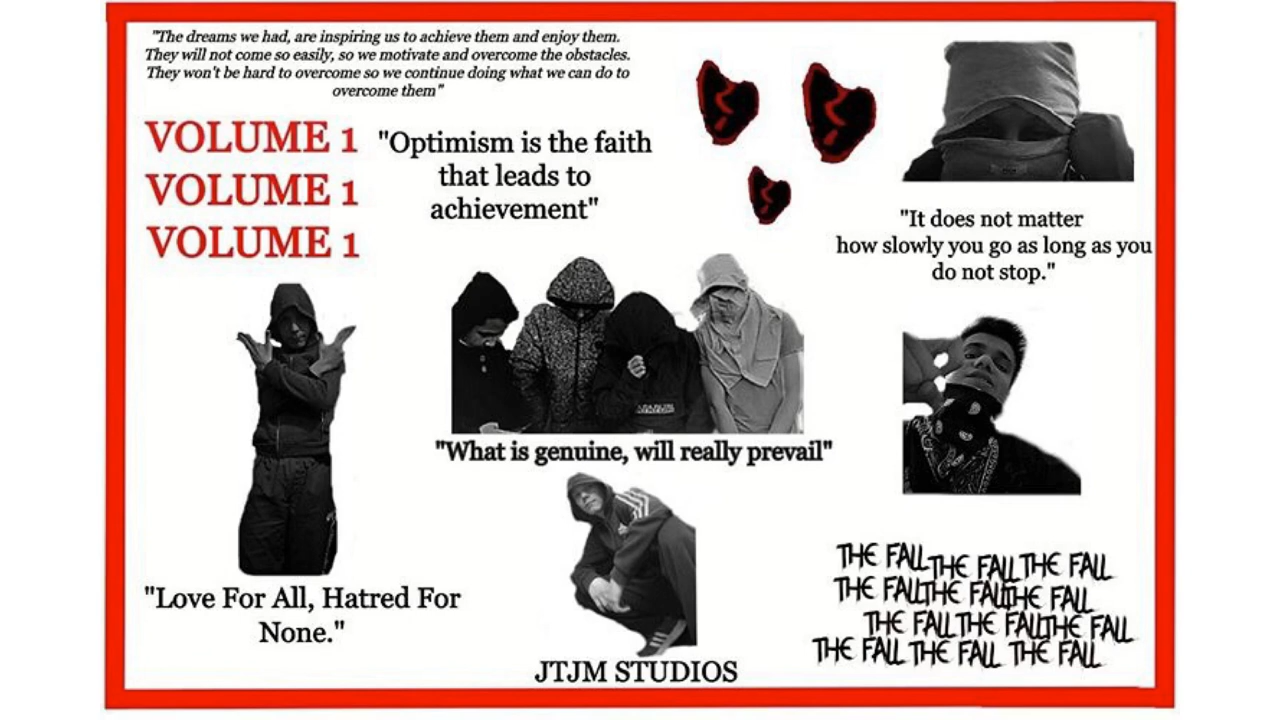 "The dreams we had, are inspiring us to achieve them and enjoy them.
They will not come so easily, so we motivate and overcome the obstacles.
They won't be hard to overcome so we continue doing what we can do to
overcome them"
VOLUME 1
VOLUME 1
VOLUME 1
"Optimism is the faith
that leads to
achievement"
"It does not matter
how slowly you go as long as you
do not stop."
"What is genuine, will really prevail"
"Love For All, Hatred For
None."
JTJM STUDIOS
THE FALL THE FALL THE FALL
THE FALL THE FALL THE FALL
THE FALL THE FALL THE FALL
THE FALL THE FALL THE FALL